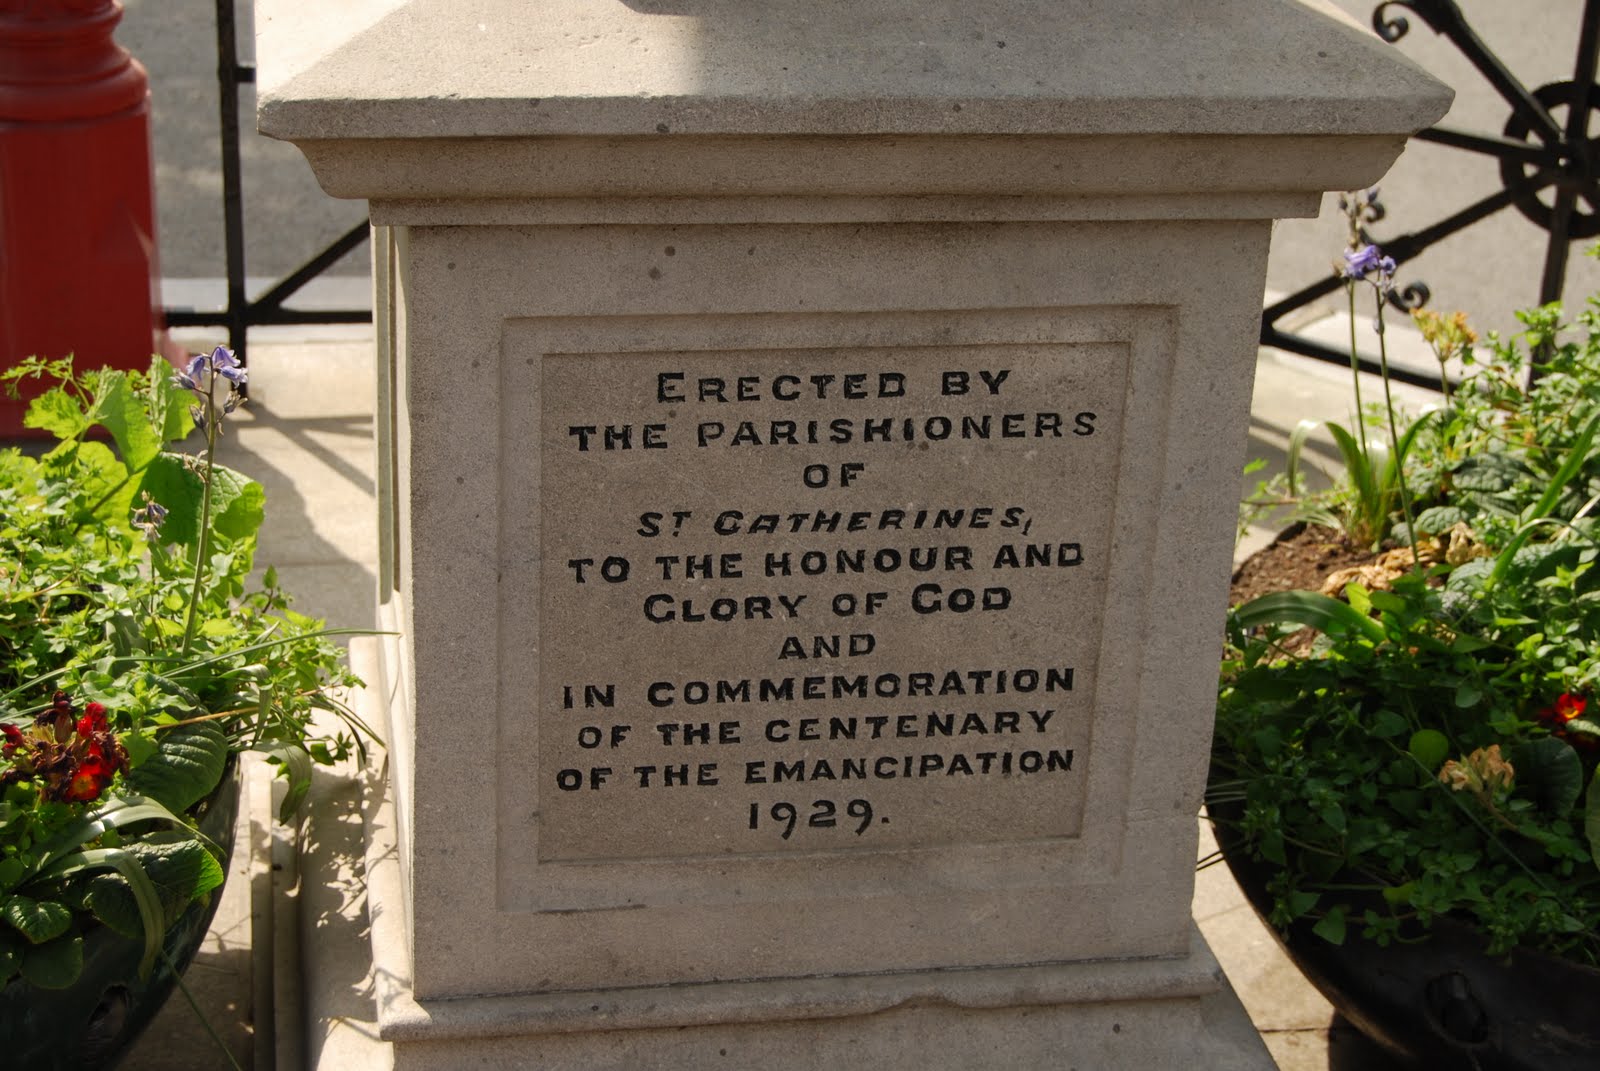 ERECTED BY
THE PARISHIONERS
OF
ST CATHERINES,
TO THE HONOUR AND
GLORY OF GOD
AND
IN COMMEMORATION
OF THE CENTENARY
OF THE EMANCIPATION
1929.